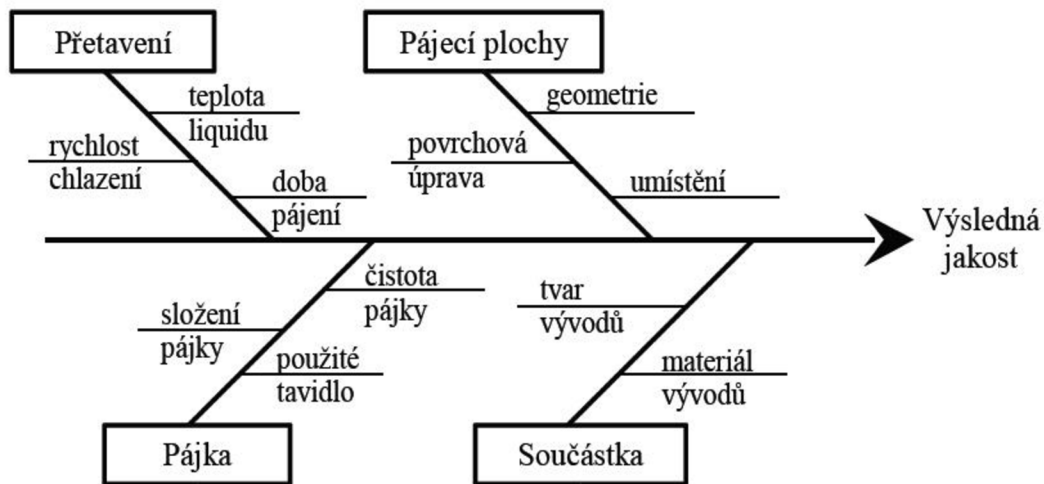 Přetavení
teplota
liquidu
rychlost
chlazení
doba
pájení
Pájecí plochy
geometrie
povrchová
úprava
umístění
Výsledná
jakost
čistota
pájky
složení
pájky
použité
tavidlo
Pájka
tvar
vývodů
materiál
vývodů
Součástka